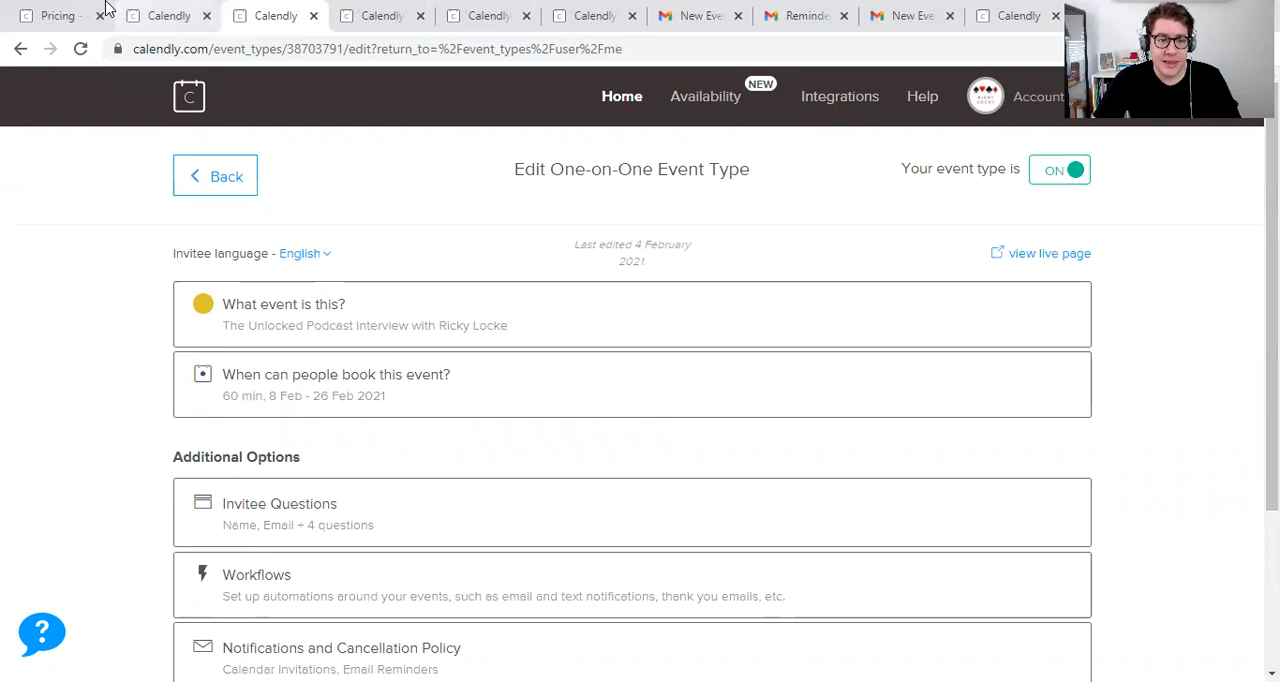 Pricing -
Calendly
Calendly
Calendly
Calendly
Calendly
New Eve
Reminde
New Eve
Calendly
calendly.com/event_types/38703791/edit?return_to=%2Fevent_types%2Fuser%2Fme
C
Home
Availability
NEW
Integrations
Help
RICKY
LOCKE
Account
Back
Edit One-on-One Event Type
Your event type is
ON
Invitee language - English
Last edited 4 February
2021
view live page
What event is this?
The Unlocked Podcast Interview with Ricky Locke
When can people book this event?
60 min, 8 Feb - 26 Feb 2021
Additional Options
Invitee Questions
Name, Email + 4 questions
Workflows
Set up automations around your events, such as email and text notifications, thank you emails, etc.
?
Notifications and Cancellation Policy
Calendar Invitations, Email Reminders